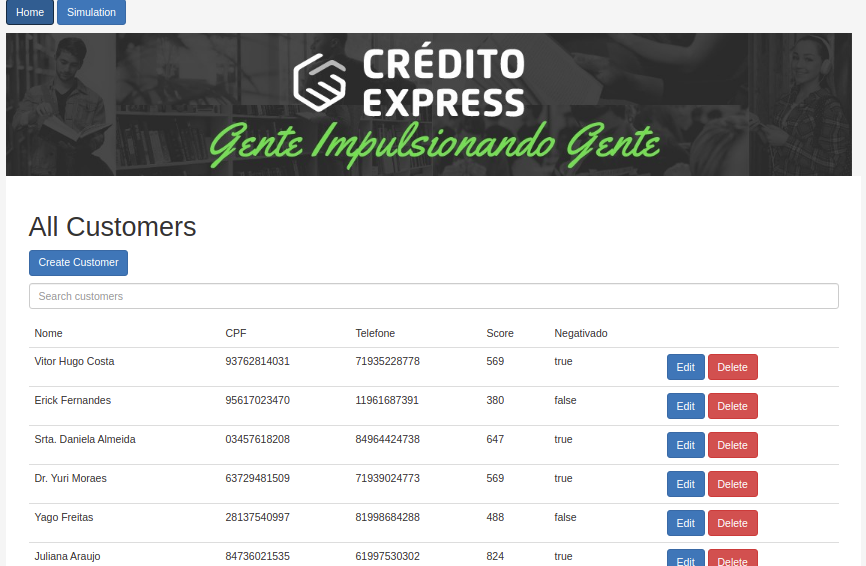 Home Simulation
CRÉDITO
EXPRESS
Gente Impulsionando Gente
All Customers
Create Customer
Search customers
Nome CPF Telefone Score Negativado
Vitor Hugo Costa 93762814031 71935228778 569 true Edit Delete
Erick Fernandes 95617023470 11961687391 380 false Edit Delete
Srta. Daniela Almeida 03457618208 84964424738 647 true Edit Delete
Dr. Yuri Moraes 63729481509 71939024773 569 true Edit Delete
Yago Freitas 28137540997 81998684288 488 false Edit Delete
Juliana Araujo 84736021535 61997530302 824 true Edit Delete